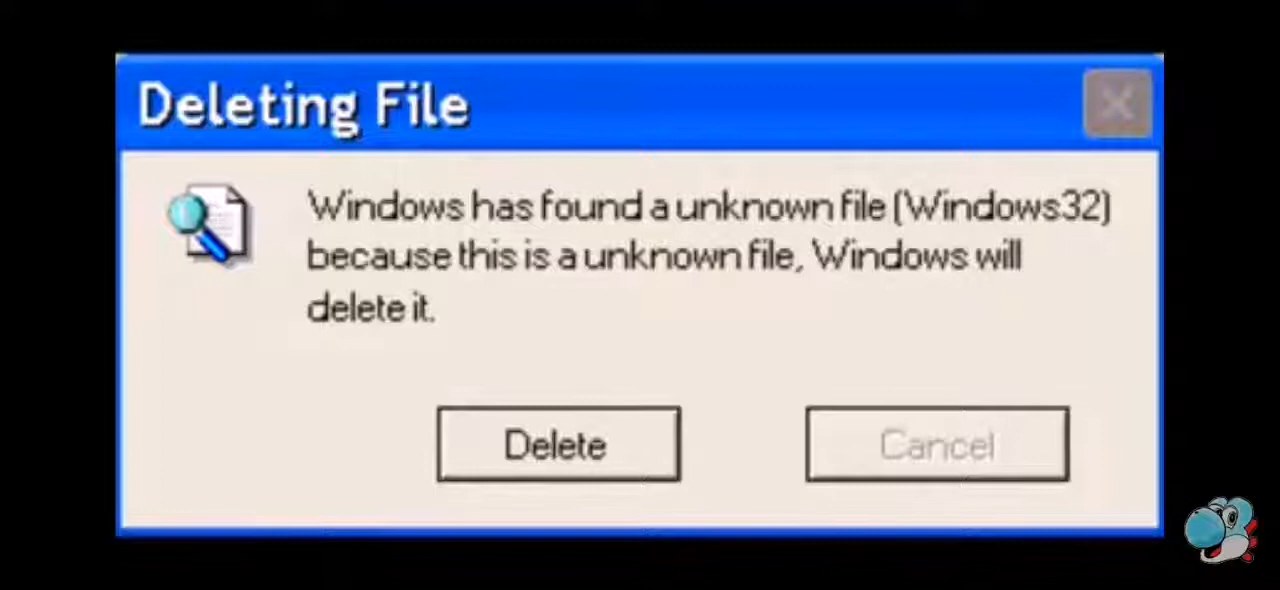 Deleting File
Windows has found a unknown file (Windows32)
because this is a unknown file, Windows will
delete it.
Delete
Cancel